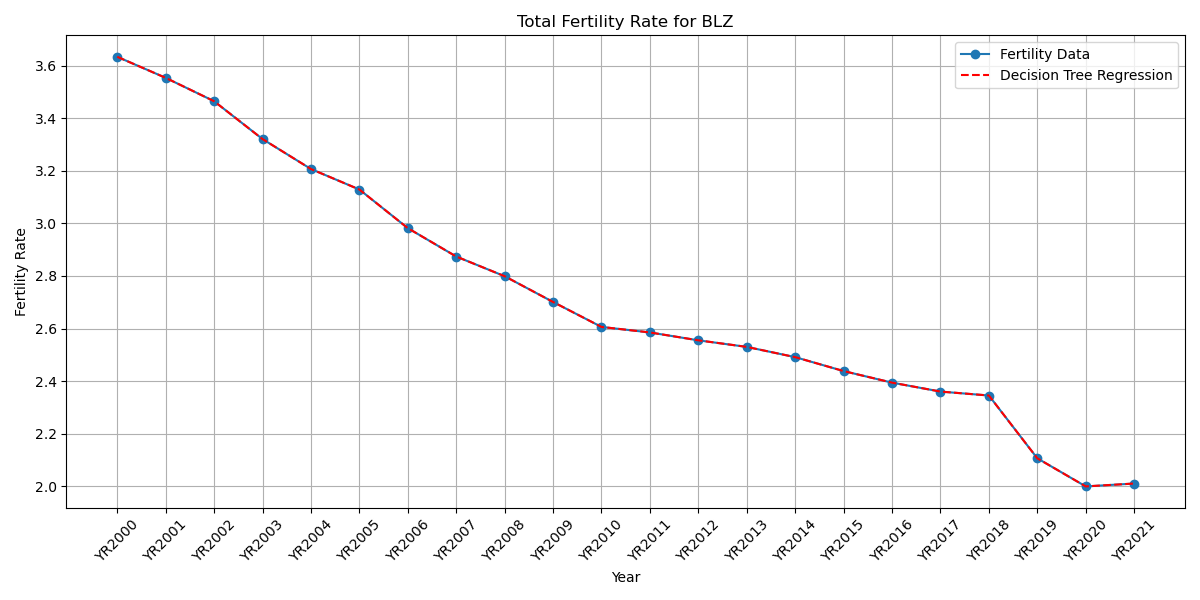 Total Fertility Rate for BLZ
Fertility Data
Decision Tree Regression
Fertility Rate
3.6
3.4
3.2
3.0
2.8
2.6
2.4
2.2
2.0
YR2000
YR2001
YR2002
YR2003
YR2004
YR2005
YR2006
YR2007
YR2008
YR2009
YR2010
YR2011
YR2012
YR2013
YR2014
YR2015
YR2016
YR2017
YR2018
YR2019
YR2020
YR2021
Year